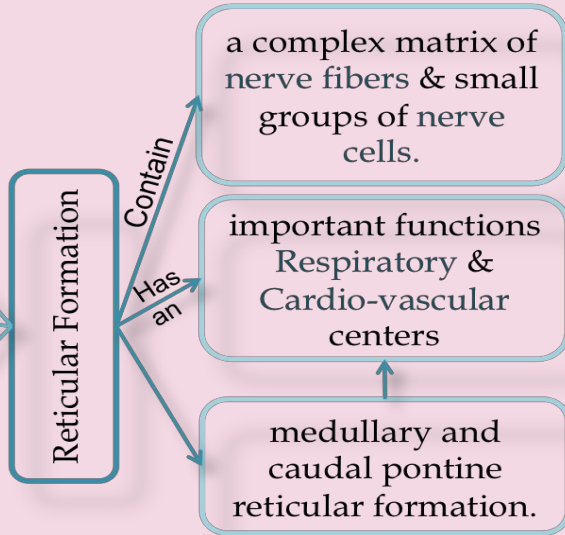 Reticular Formation
Contain
a complex matrix of
nerve fibers & small
groups of nerve
cells.
Has
an
important functions
Respiratory &
Cardio-vascular
centers
medullary and
caudal pontine
reticular formation.